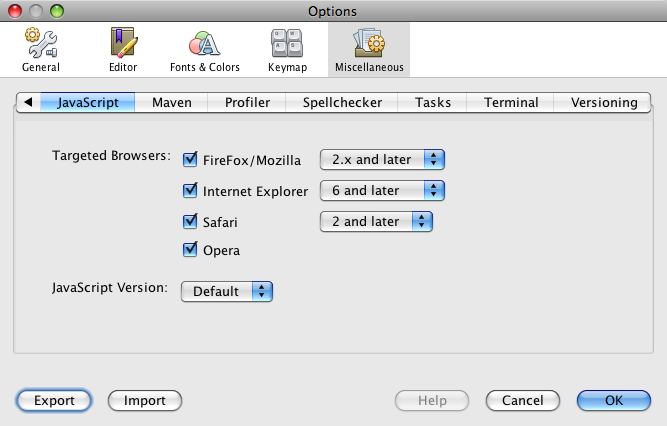 Options
General Editor Fonts & Colors Keymap Miscellaneous
JavaScript Maven Profiler Spellchecker Tasks Terminal Versioning
Targeted Browsers: FireFox/Mozilla 2.x and later
Internet Explorer 6 and later
Safari 2 and later
Opera
JavaScript Version: Default
Export Import Help Cancel OK